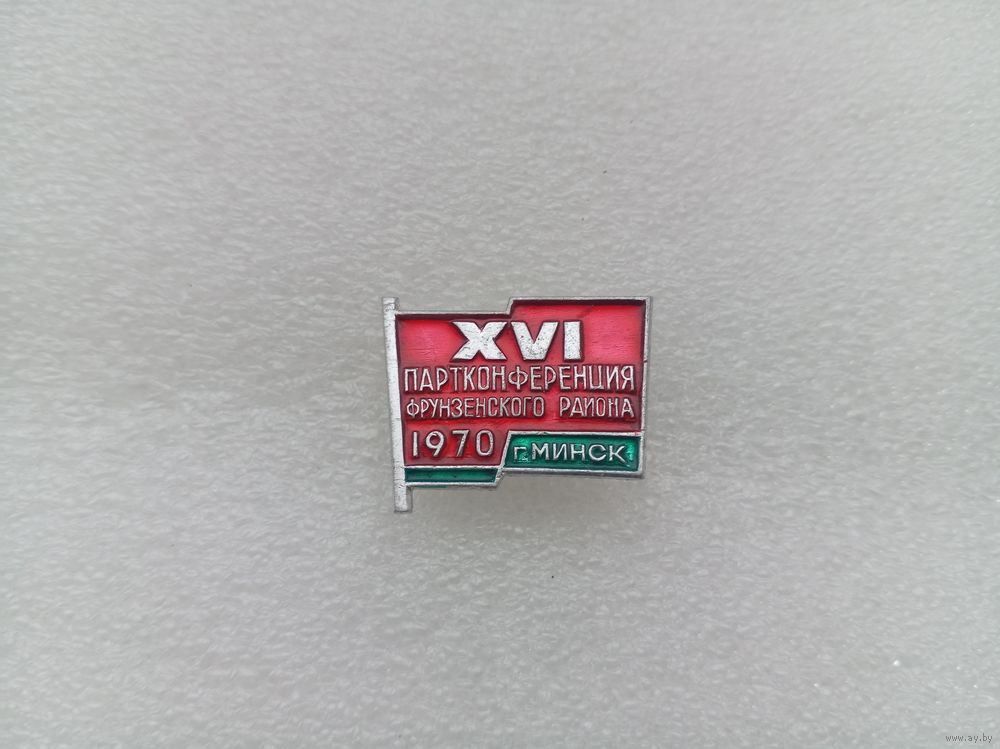 XVI
ПАРТКОНФЕРЕНЦИЯ
ФРУНЗЕНСКОГО РАЙОНА
1970 Г.МИНСК
www.ay.by